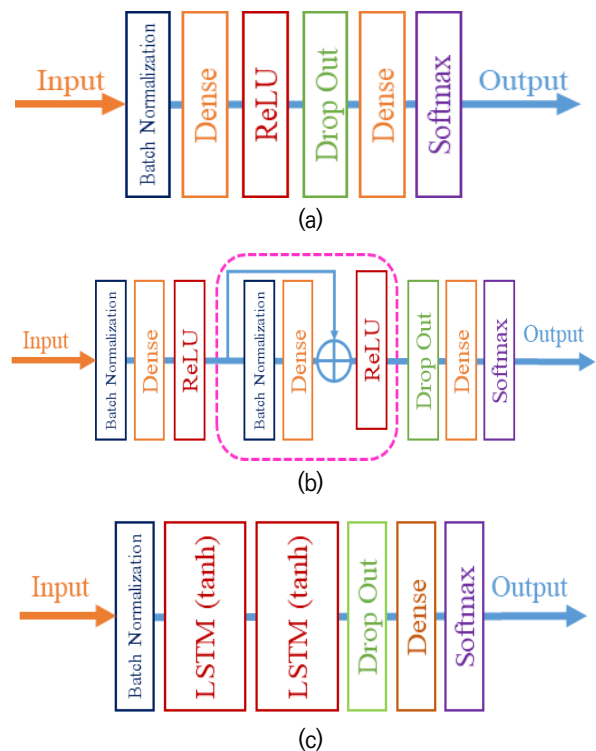 Input
Batch Normalization
Dense
ReLU
Drop Out
Dense
Softmax
Output
(a)
Input
Batch Normalization
Dense
ReLU
Batch Normalization
Dense
ReLU
Drop Out
Dense
Softmax
Output
(b)
Input
Batch Normalization
LSTM (tanh)
LSTM (tanh)
Drop Out
Dense
Softmax
Output
(c)